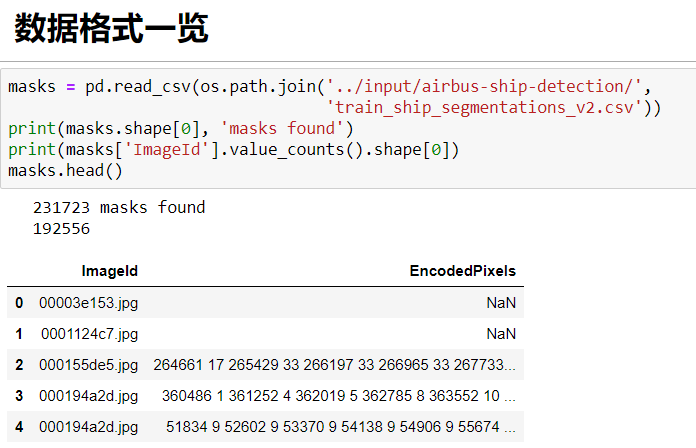 数据格式一览
masks = pd.read_csv(os.path.join('../input/airbus-ship-detection/',
'train_ship_segmentations_v2.csv'))
print(masks.shape[0], 'masks found')
print(masks['ImageId'].value_counts().shape[0])
masks.head()
231723 masks found
192556
ImageId EncodedPixels
0 00003e153.jpg NaN
1 0001124c7.jpg NaN
2 000155de5.jpg 264661 17 265429 33 266197 33 266965 33 267733...
3 000194a2d.jpg 360486 1 361252 4 362019 5 362785 8 363552 10 ...
4 000194a2d.jpg 51834 9 52602 9 53370 9 54138 9 54906 9 55674 ...